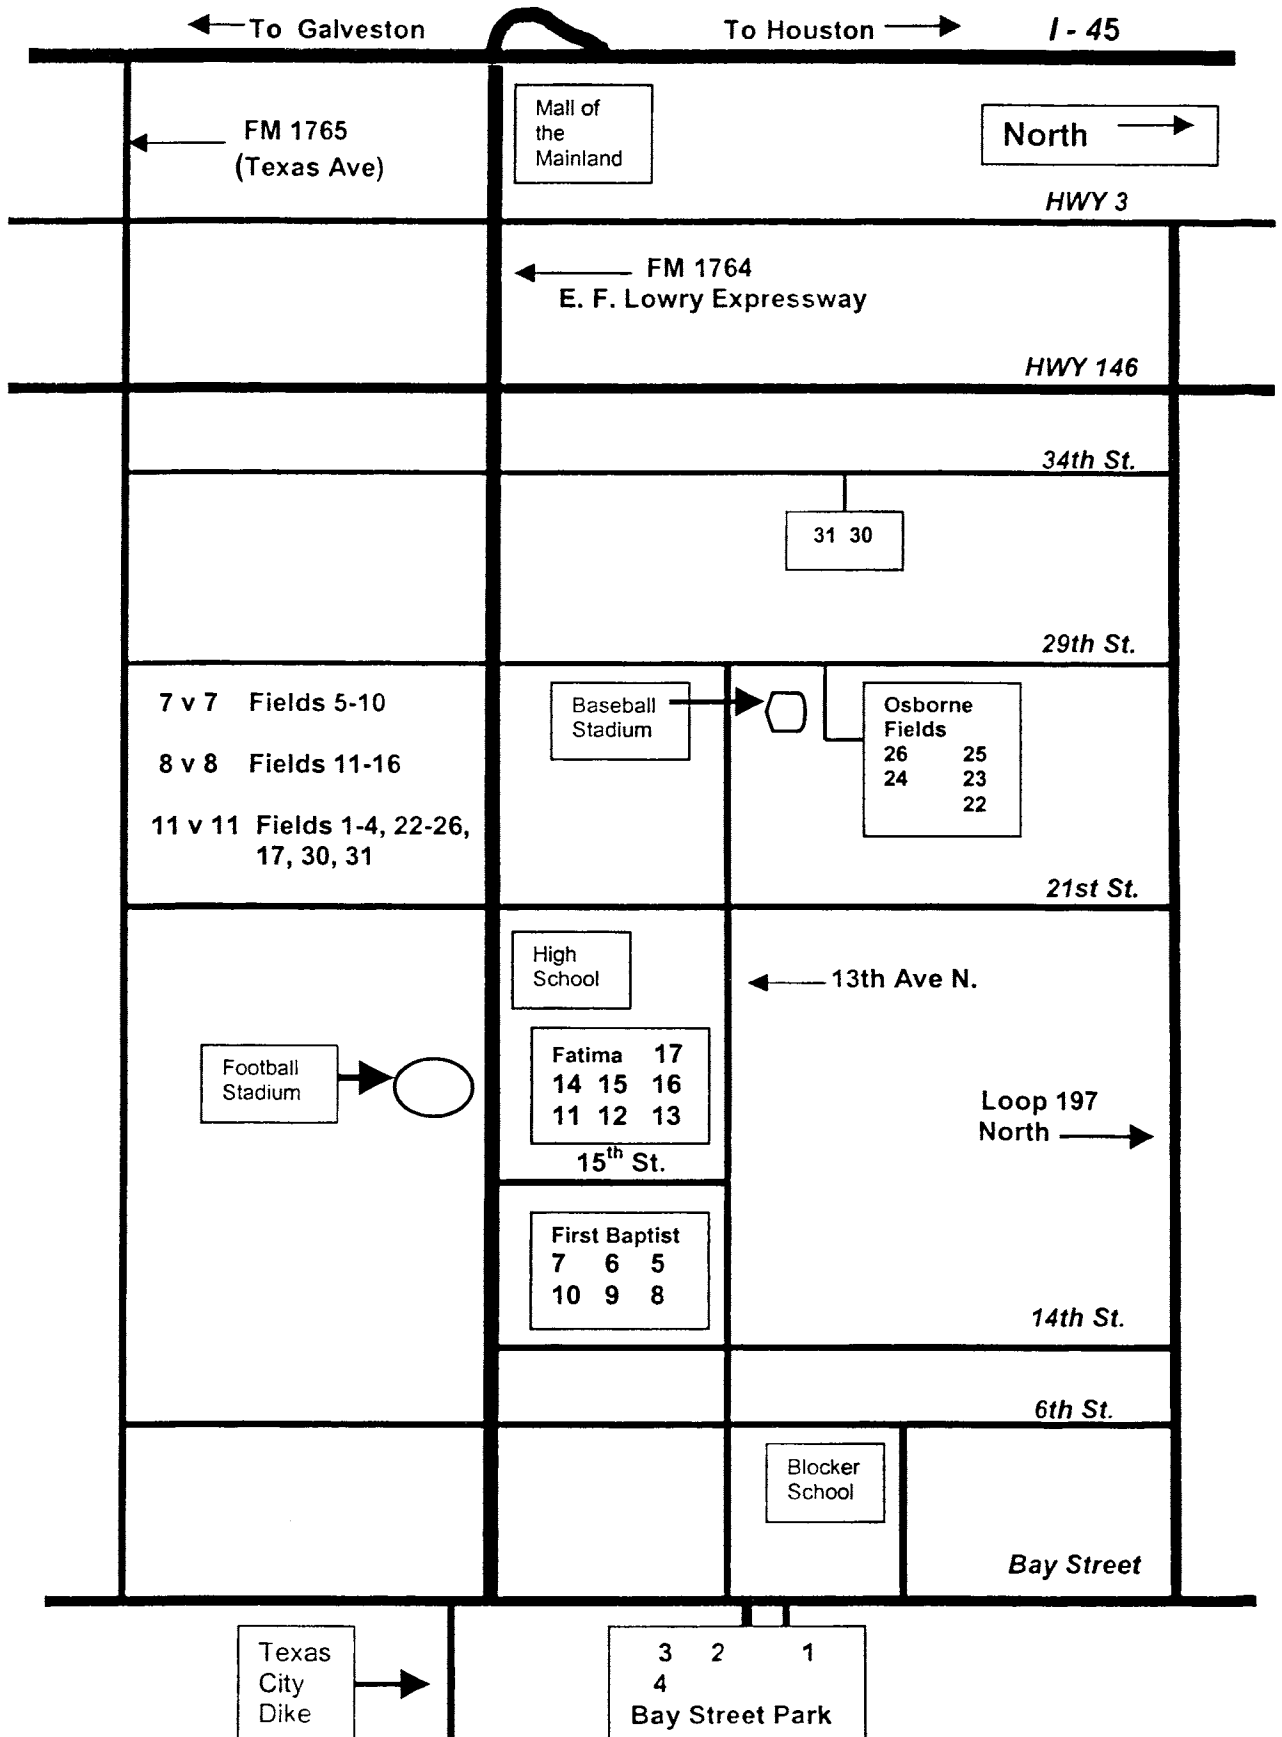 To Galveston
To Houston
I - 45
Mall of
the
Mainland
FM 1765
(Texas Ave)
North
HWY 3
FM 1764
E. F. Lowry Expressway
HWY 146
34th St.
31 30
29th St.
7 v 7 Fields 5-10
8 v 8 Fields 11-16
11 v 11 Fields 1-4, 22-26,
17, 30, 31
Baseball
Stadium
Osborne
Fields
26 25
24 23
22
21st St.
High
School
13th Ave N.
Fatima 17
14 15 16
11 12 13
Football
Stadium
Loop 197
North
15th St.
First Baptist
7 6 5
10 9 8
14th St.
6th St.
Blocker
School
Bay Street
Texas
City
Dike
3 2 1
4
Bay Street Park